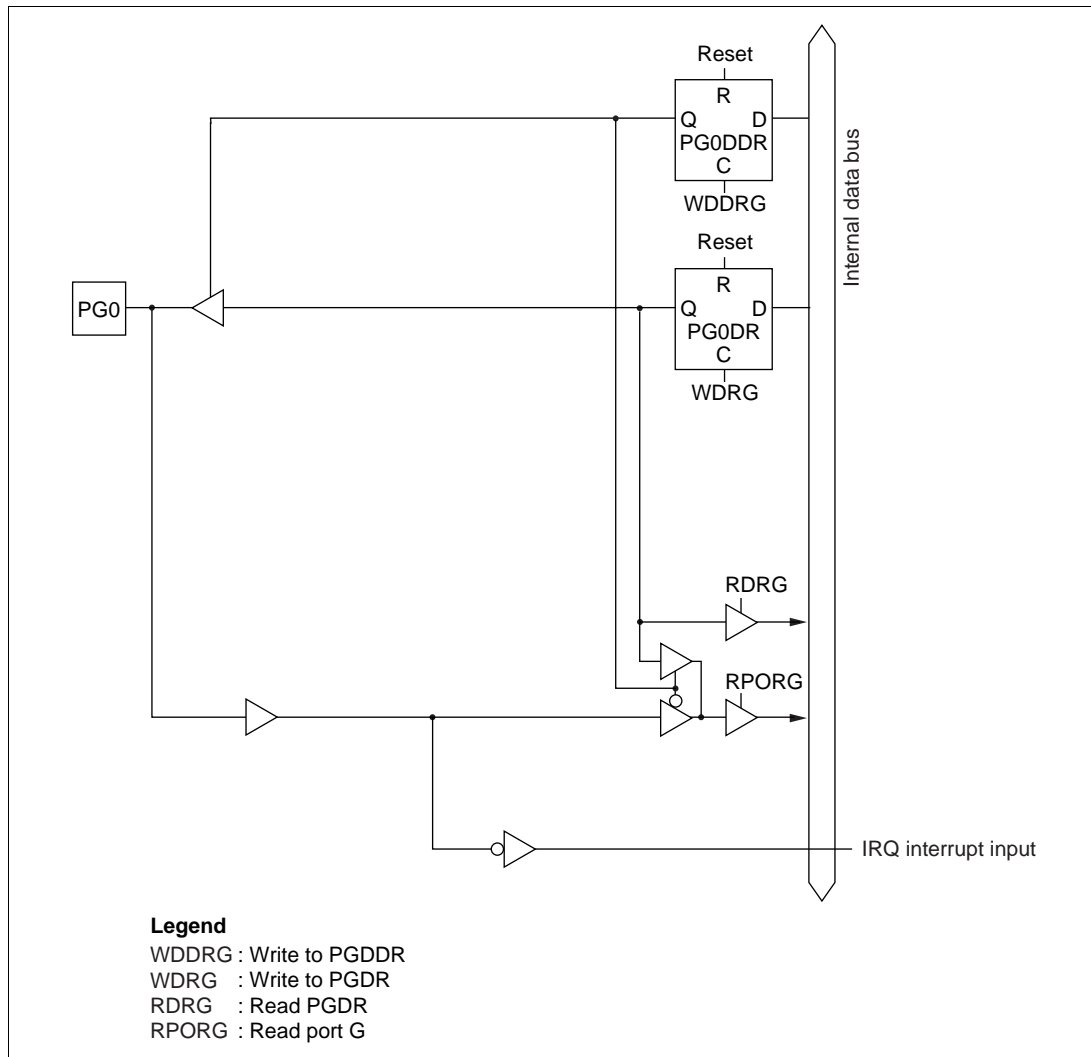 Reset
R
Q D
PG0DDR
C
WDDRG
Internal data bus
Reset
R
PG0
Q D
PG0DR
C
WDRG
RDRG
RPORG
IRQ interrupt input
Legend
WDDRG : Write to PGDDR
WDRG : Write to PGDR
RDRG : Read PGDR
RPORG : Read port G